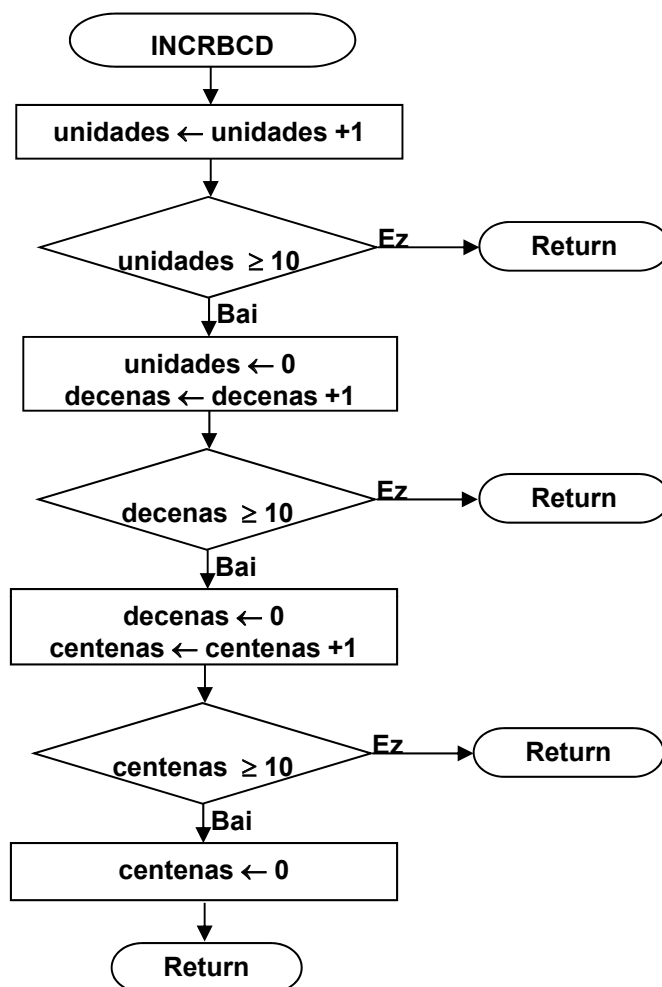 INCRBCD
unidades ← unidades +1
unidades ≥ 10
Ez
Return
Bai
unidades ← 0
decenas ← decenas +1
decenas ≥ 10
Ez
Return
Bai
decenas ← 0
centenas ← centenas +1
centenas ≥ 10
Ez
Return
Bai
centenas ← 0
Return